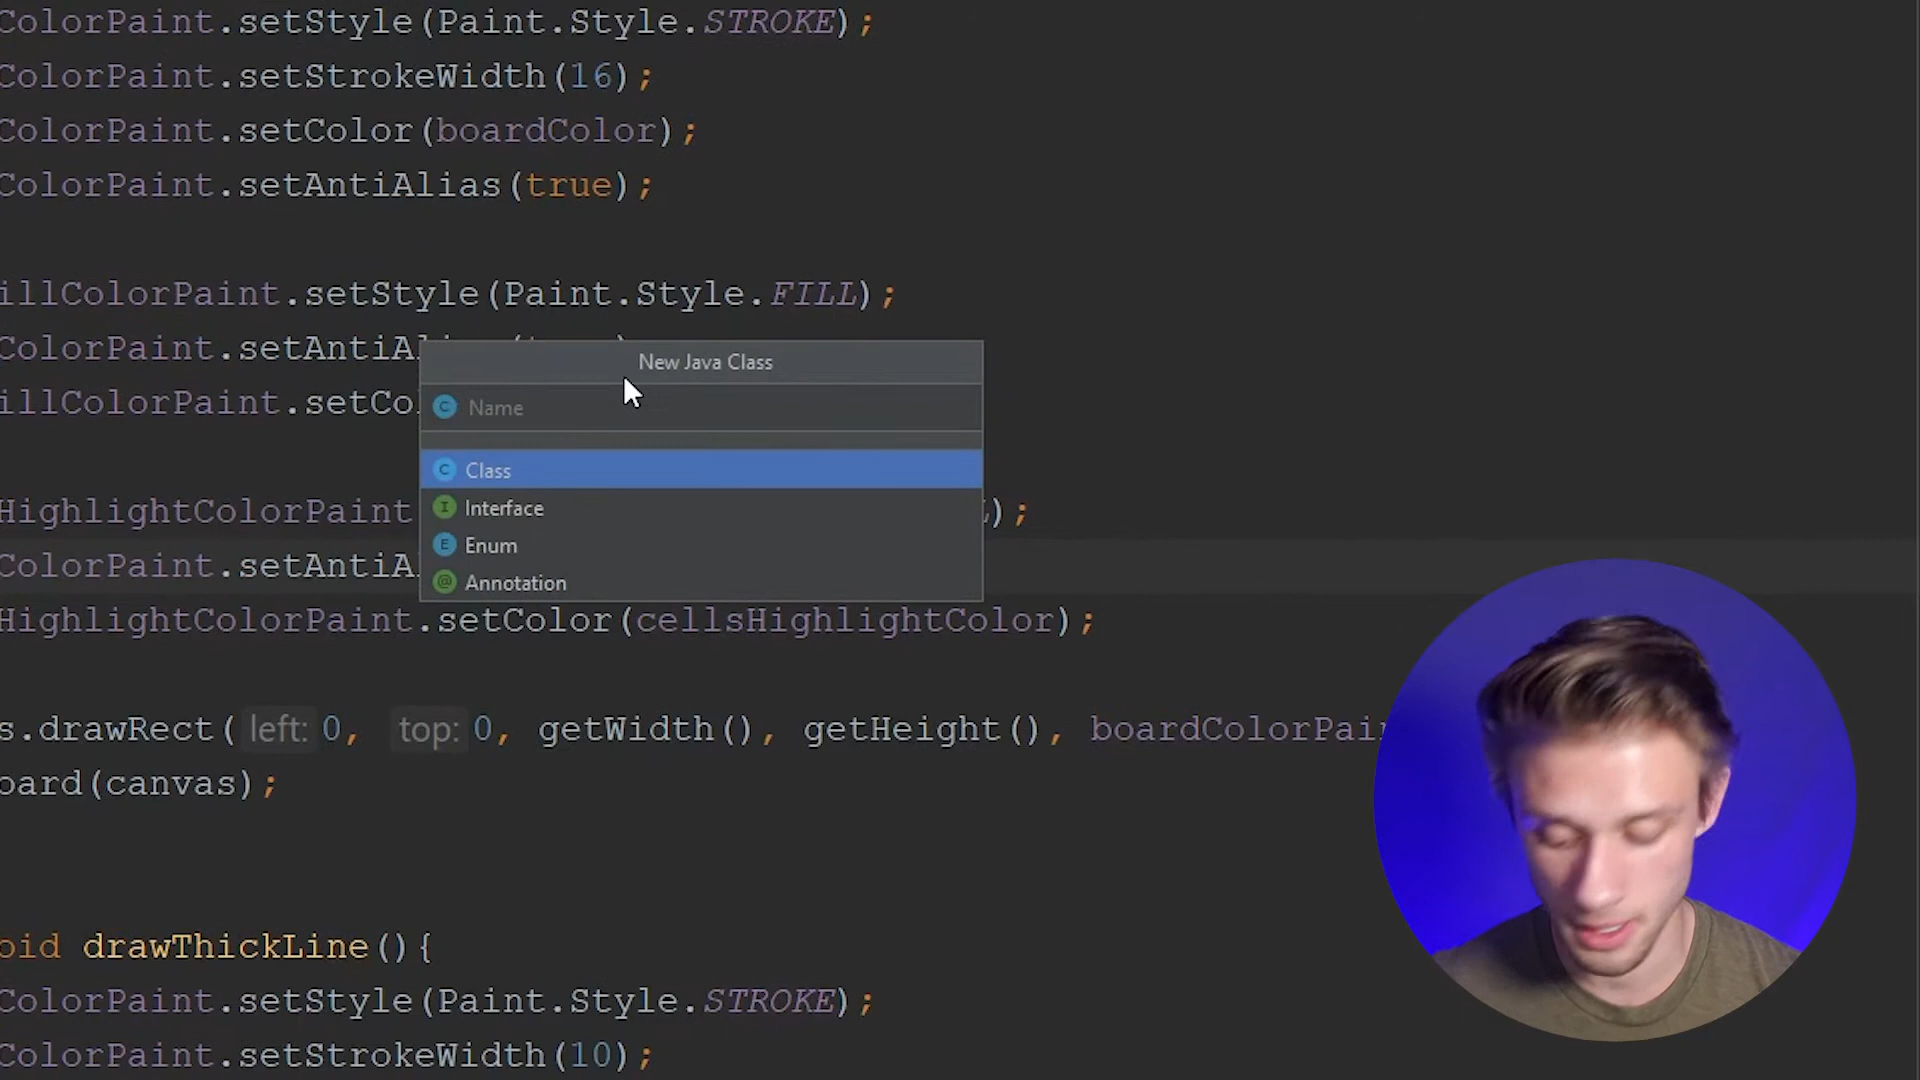 ColorPaint.setStyle(Paint.Style.STROKE);
ColorPaint.setStrokeWidth(16);
ColorPaint.setColor(boardColor);
ColorPaint.setAntiAlias(true);
illColorPaint.setStyle(Paint.Style.FILL);
ColorPaint.setAntiA
illColorPaint.setCo
HighlightColorPaint );
ColorPaint.setAntiA
HighlightColorPaint.setColor(cellsHighlightColor);
s.drawRect( left: 0, top: 0, getWidth(), getHeight(), boardColorPai
oard(canvas);
oid drawThickLine(){
ColorPaint.setStyle(Paint.Style.STROKE);
ColorPaint.setStrokeWidth(10);
New Java Class
C Name
C Class
I Interface
E Enum
@ Annotation